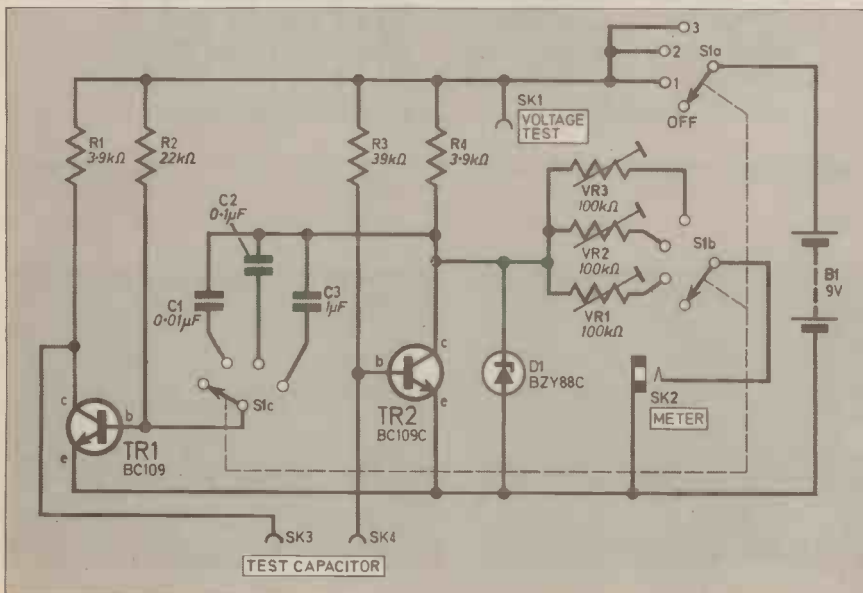 3
2
S1a
1
OFF
SK1
VOLTAGE
TEST
R1
3·9kΩ
R2
22kΩ
R3
39kΩ
R4
3·9kΩ
C2
0·1µF
C1
0·01µF
C3
1µF
VR3
100kΩ
VR2
100kΩ
VR1
100kΩ
S1b
B1
9V
c
b
e
TR1
BC109
S1c
c
b
e
TR2
BC109C
D1
BZY88C
SK2
METER
SK3
SK4
TEST CAPACITOR